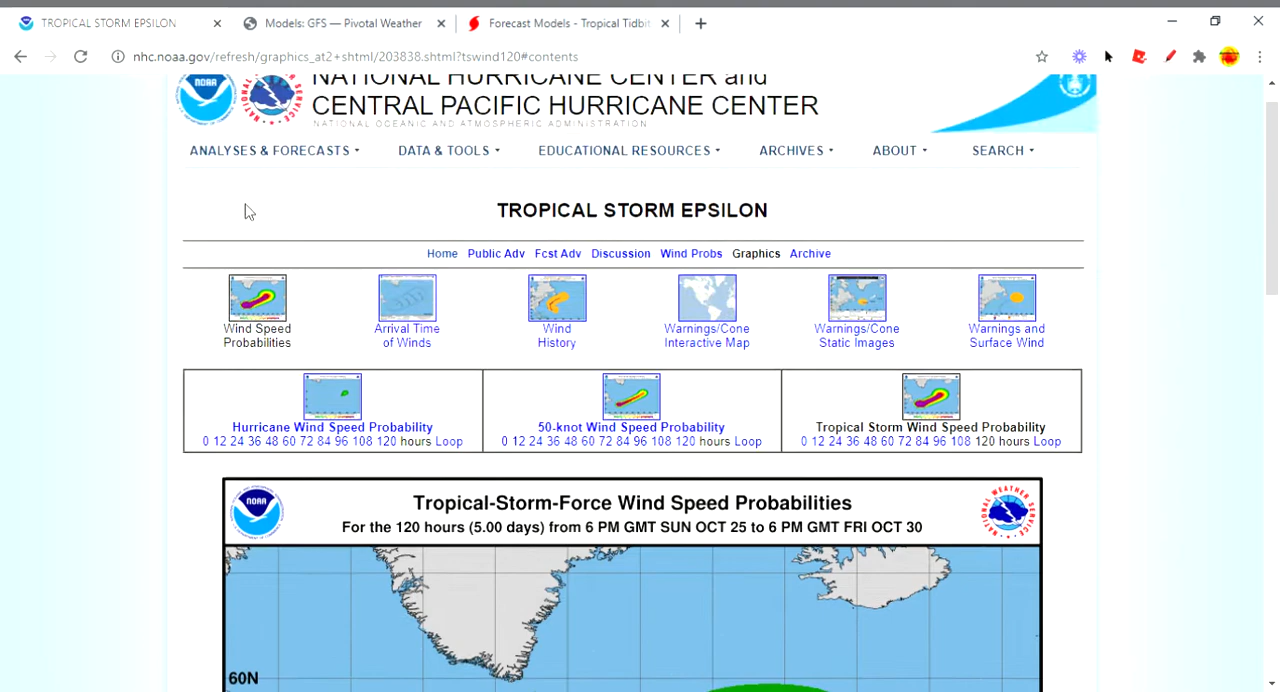 TROPICAL STORM EPSILON
Models: GFS — Pivotal Weather
Forecast Models - Tropical Tidbit
nhc.noaa.gov/refresh/graphics_at2+shtml/203838.shtml?tswind120#contents
NATIONAL HURRICANE CENTER and
CENTRAL PACIFIC HURRICANE CENTER
NATIONAL OCEANIC AND ATMOSPHERIC ADMINISTRATION
ANALYSES & FORECASTS DATA & TOOLS EDUCATIONAL RESOURCES ARCHIVES ABOUT SEARCH
TROPICAL STORM EPSILON
Home Public Adv Fcst Adv Discussion Wind Probs Graphics Archive
Wind Speed
Probabilities
Arrival Time
of Winds
Wind
History
Warnings/Cone
Interactive Map
Warnings/Cone
Static Images
Warnings and
Surface Wind
Hurricane Wind Speed Probability
0 12 24 36 48 60 72 84 96 108 120 hours Loop
50-knot Wind Speed Probability
0 12 24 36 48 60 72 84 96 108 120 hours Loop
Tropical Storm Wind Speed Probability
0 12 24 36 48 60 72 84 96 108 120 hours Loop
NOAA
Tropical-Storm-Force Wind Speed Probabilities
For the 120 hours (5.00 days) from 6 PM GMT SUN OCT 25 to 6 PM GMT FRI OCT 30
60N